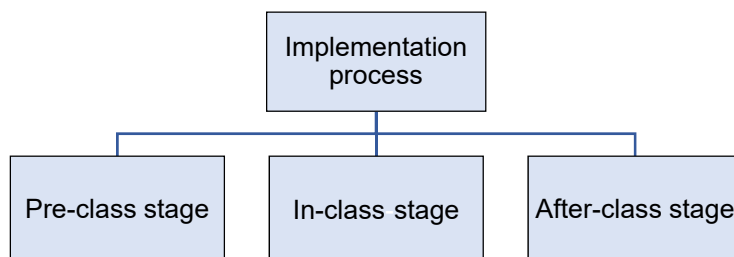 Implementation
process
Pre-class stage
In-class stage
After-class stage